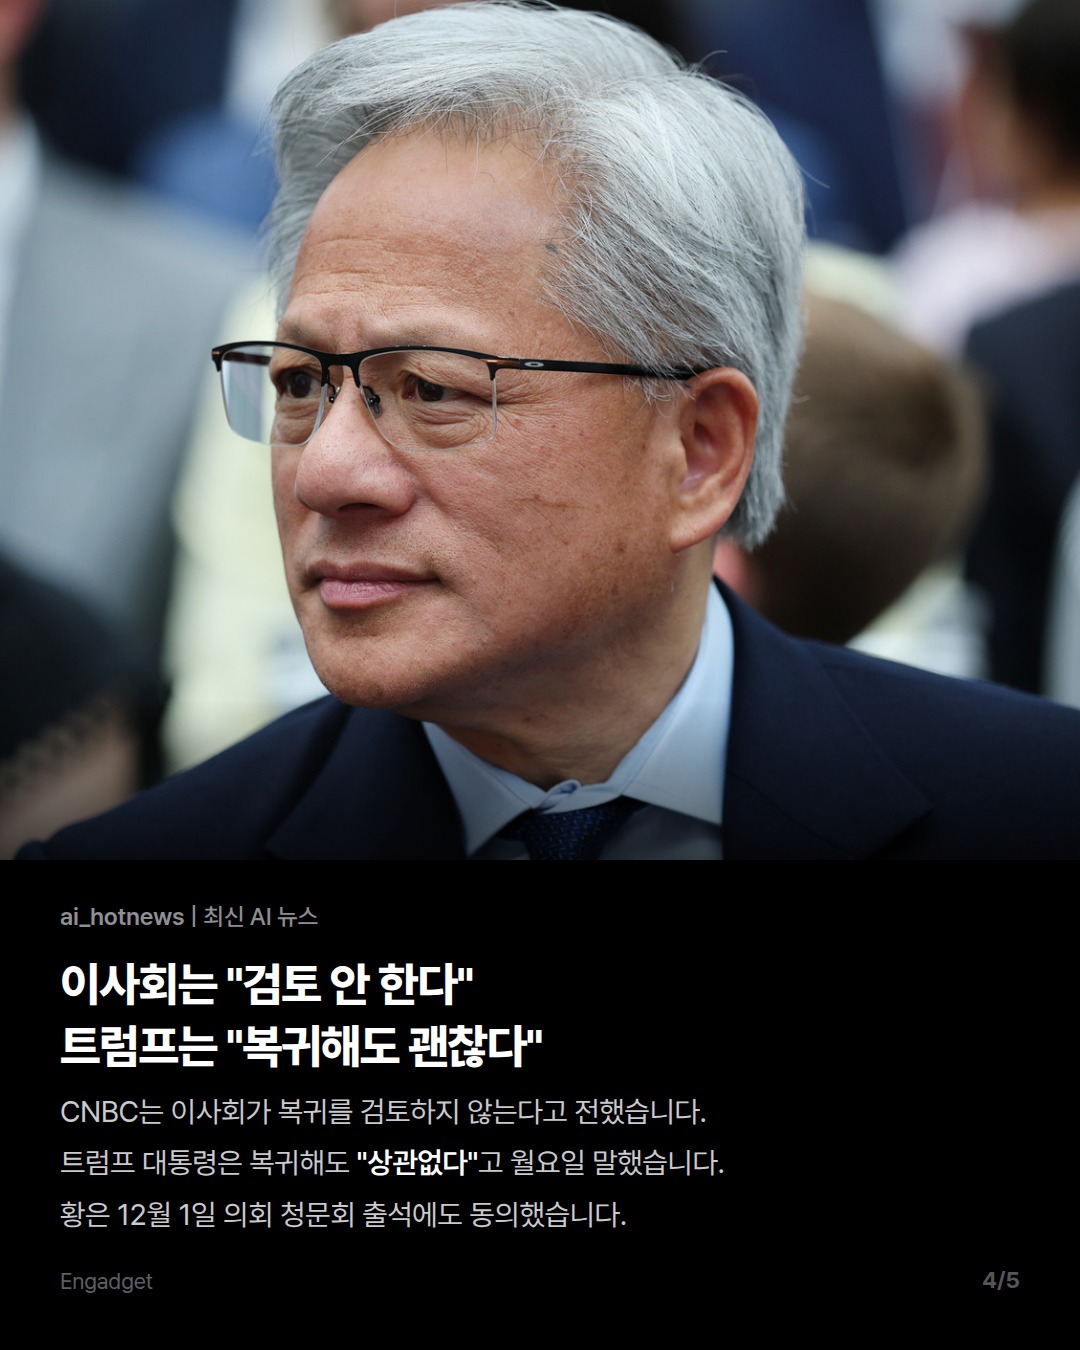 ai_hotnews | 최신 AI 뉴스
이사회는 "검토 안 한다"
트럼프는 "복귀해도 괜찮다"
CNBC는 이사회가 복귀를 검토하지 않는다고 전했습니다.
트럼프 대통령은 복귀해도 "상관없다"고 월요일 말했습니다.
황은 12월 1일 의회 청문회 출석에도 동의했습니다.
Engadget
4/5